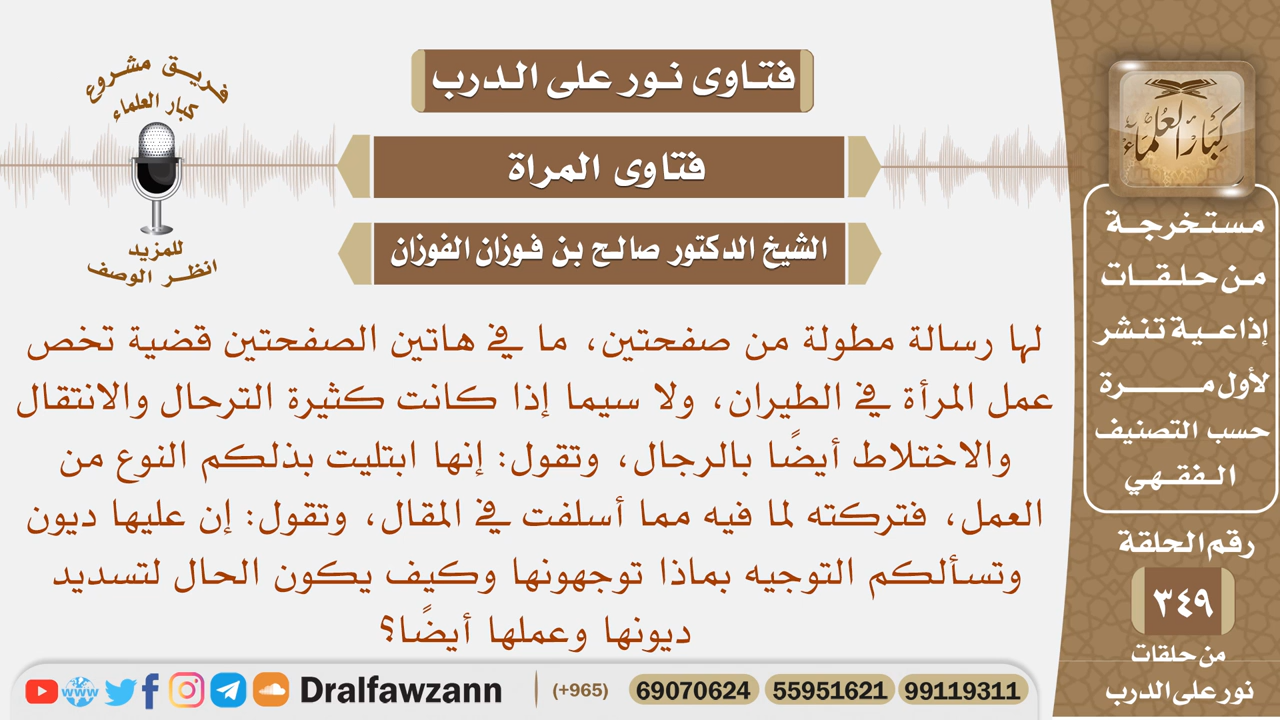 فتاوى نور على الدرب
فتاوى المراة
الشيخ الدكتور صالح بن فوزان الفوزان
لها رسالة مطولة من صفحتين، ما في هاتين الصفحتين قضية تخص
عمل المرأة في الطيران، ولا سيما إذا كانت كثيرة الترحال والانتقال
والاختلاط أيضًا بالرجال، وتقول: إنها ابتليت بذلكم النوع من
العمل، فتركته لما فيه مما أسلفت في المقال، وتقول: إن عليها ديون
وتسألكم التوجيه بماذا توجهونها وكيف يكون الحال لتسديد
ديونها وعملها أيضًا؟
كبار العلماء
مستخرجة
من حلقات
إذاعية تنشر
لأول مرة
حسب التصنيف
الفقهي
رقم الحلقة
٣٤٩
من حلقات
نور على الدرب
فريق مشروع
كبار العلماء
للمزيد
انظر الوصف
www
Dralfawzann
(+965)
69070624
55951621
99119311